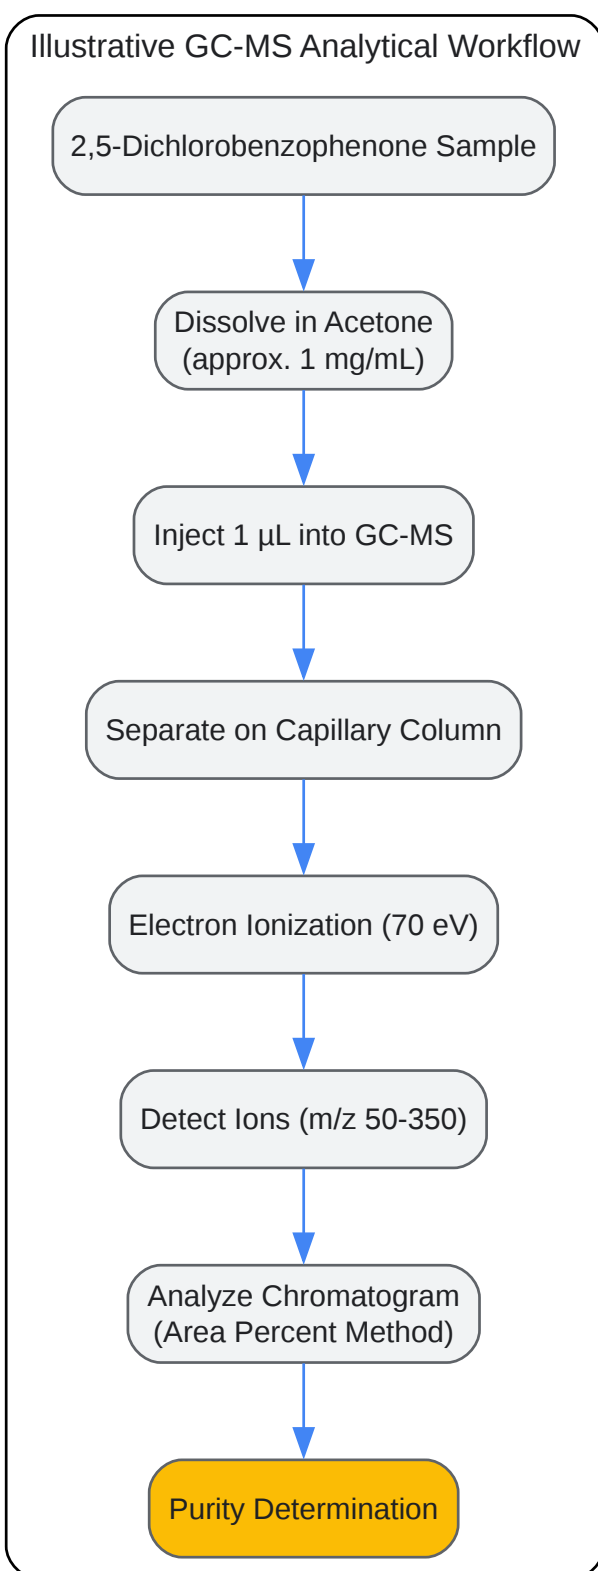 Illustrative GC-MS Analytical Workflow
2,5-Dichlorobenzophenone Sample
Dissolve in Acetone
(approx. 1 mg/mL)
Inject 1 µL into GC-MS
Separate on Capillary Column
Electron Ionization (70 eV)
Detect Ions (m/z 50-350)
Analyze Chromatogram
(Area Percent Method)
Purity Determination